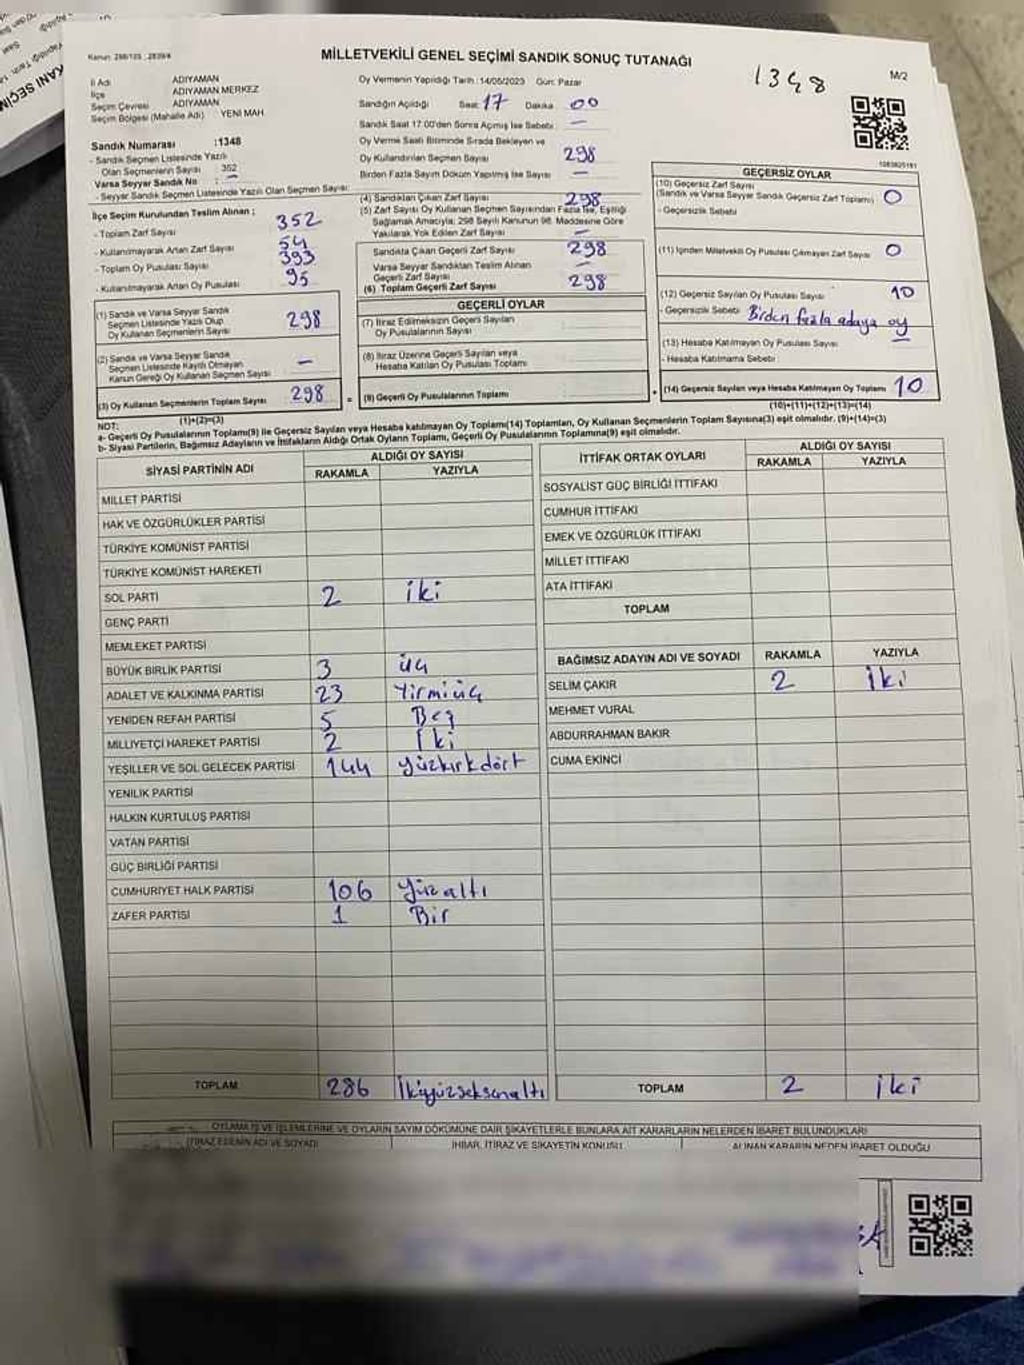 Kanun: 298/105 ; 2839/4
MİLLETVEKİLİ GENEL SEÇİMİ SANDIK SONUÇ TUTANAĞI
1348
M/2
İl Adı ADIYAMAN
İlçe ADIYAMAN MERKEZ
Seçim Çevresi ADIYAMAN
Seçim Bölgesi (Mahalle Adı) YENİ MAH
Sandık Numarası :1348
- Sandık Seçmen Listesinde Yazılı
Olan Seçmenlerin Sayısı : 352
Varsa Seyyar Sandık No : –
- Seyyar Sandık Seçmen Listesinde Yazılı Olan Seçmen Sayısı:
İlçe Seçim Kurulundan Teslim Alınan ;
- Toplam Zarf Sayısı 352
- Kullanılmayarak Artan Zarf Sayısı 54
- Toplam Oy Pusulası Sayısı 393
- Kullanılmayarak Artan Oy Pusulası 95
(1) Sandık ve Varsa Seyyar Sandık
Seçmen Listesinde Yazılı Olup
Oy Kullanan Seçmenlerin Sayısı 298
(2) Sandık ve Varsa Seyyar Sandık
Seçmen Listesinde Kayıtlı Olmayan
Kanun Gereği Oy Kullanan Seçmen Sayısı –
(3) Oy Kullanan Seçmenlerin Toplam Sayısı 298 =
(1)+(2)=(3)
Oy Vermenin Yapıldığı Tarih : 14/05/2023 Gün: Pazar
Sandığın Açıldığı Saat 17 Dakika 00
Sandık Saat 17:00'den Sonra Açılmış İse Sebebi –
Oy Verme Saati Bitiminde Sırada Bekleyen ve
Oy Kullandırılan Seçmen Sayısı 298
Birden Fazla Sayım Döküm Yapılmış İse Sayısı –
(4) Sandıktan Çıkan Zarf Sayısı 298
(5) Zarf Sayısı Oy Kullanan Seçmen Sayısından Fazla İse, Eşitliği
Sağlamak Amacıyla, 298 Sayılı Kanunun 98. Maddesine Göre
Yakılarak Yok Edilen Zarf Sayısı –
Sandıkta Çıkan Geçerli Zarf Sayısı 298
Varsa Seyyar Sandıktan Teslim Alınan
Geçerli Zarf Sayısı –
(6) Toplam Geçerli Zarf Sayısı 298
GEÇERLİ OYLAR
(7) İtiraz Edilmeksizin Geçerli Sayılan
Oy Pusulalarının Sayısı
(8) İtiraz Üzerine Geçerli Sayılan veya
Hesaba Katılan Oy Pusulası Toplamı
(9) Geçerli Oy Pusulalarının Toplamı +
1083825181
GEÇERSİZ OYLAR
(10) Geçersiz Zarf Sayısı
(Sandık ve Varsa Seyyar Sandık Geçersiz Zarf Toplamı) 0
- Geçersizlik Sebebi
(11) İçinden Milletvekili Oy Pusulası Çıkmayan Zarf Sayısı 0
(12) Geçersiz Sayılan Oy Pusulası Sayısı 10
- Geçersizlik Sebebi Birden fazla adaya oy
(13) Hesaba Katılmayan Oy Pusulası Sayısı –
- Hesaba Katılmama Sebebi
(14) Geçersiz Sayılan veya Hesaba Katılmayan Oy Toplamı 10
(10)+(11)+(12)+(13)=(14)
NOT:
a- Geçerli Oy Pusulalarının Toplamı(9) ile Geçersiz Sayılan veya Hesaba katılmayan Oy Toplamı(14) Toplamları, Oy Kullanan Seçmenlerin Toplam Sayısına(3) eşit olmalıdır. (9)+(14)=(3)
b- Siyasi Partilerin, Bağımsız Adayların ve İttifakların Aldığı Ortak Oyların Toplamı, Geçerli Oy Pusulalarının Toplamına(9) eşit olmalıdır.
SİYASİ PARTİNİN ADI ALDIĞI OY SAYISI
RAKAMLA YAZIYLA
MİLLET PARTİSİ
HAK VE ÖZGÜRLÜKLER PARTİSİ
TÜRKİYE KOMÜNİST PARTİSİ
TÜRKİYE KOMÜNİST HAREKETİ
SOL PARTİ 2 iki
GENÇ PARTİ
MEMLEKET PARTİSİ
BÜYÜK BİRLİK PARTİSİ 3 üç
ADALET VE KALKINMA PARTİSİ 23 Yirmiüç
YENİDEN REFAH PARTİSİ 5 Beş
MİLLİYETÇİ HAREKET PARTİSİ 2 İki
YEŞİLLER VE SOL GELECEK PARTİSİ 144 yüzkırkdört
YENİLİK PARTİSİ
HALKIN KURTULUŞ PARTİSİ
VATAN PARTİSİ
GÜÇ BİRLİĞİ PARTİSİ
CUMHURİYET HALK PARTİSİ 106 Yüzaltı
ZAFER PARTİSİ 1 Bir
TOPLAM 286 İkiyüzseksenaltı
İTTİFAK ORTAK OYLARI ALDIĞI OY SAYISI
RAKAMLA YAZIYLA
SOSYALİST GÜÇ BİRLİĞİ İTTİFAKI
CUMHUR İTTİFAKI
EMEK VE ÖZGÜRLÜK İTTİFAKI
MİLLET İTTİFAKI
ATA İTTİFAKI
TOPLAM
BAĞIMSIZ ADAYIN ADI VE SOYADI RAKAMLA YAZIYLA
SELİM ÇAKIR 2 İki
MEHMET VURAL
ABDURRAHMAN BAKIR
CUMA EKİNCİ
TOPLAM 2 iki
OYLAMA İŞ VE İŞLEMLERİNE VE OYLARIN SAYIM DÖKÜMÜNE DAİR ŞİKAYETLERLE BUNLARA AİT KARARLARIN NELERDEN İBARET BULUNDUKLARI
İTİRAZ EDENİN ADI VE SOYADI İHBAR, İTİRAZ VE ŞİKAYETİN KONUSU ALINAN KARARIN NEDEN İBARET OLDUĞU